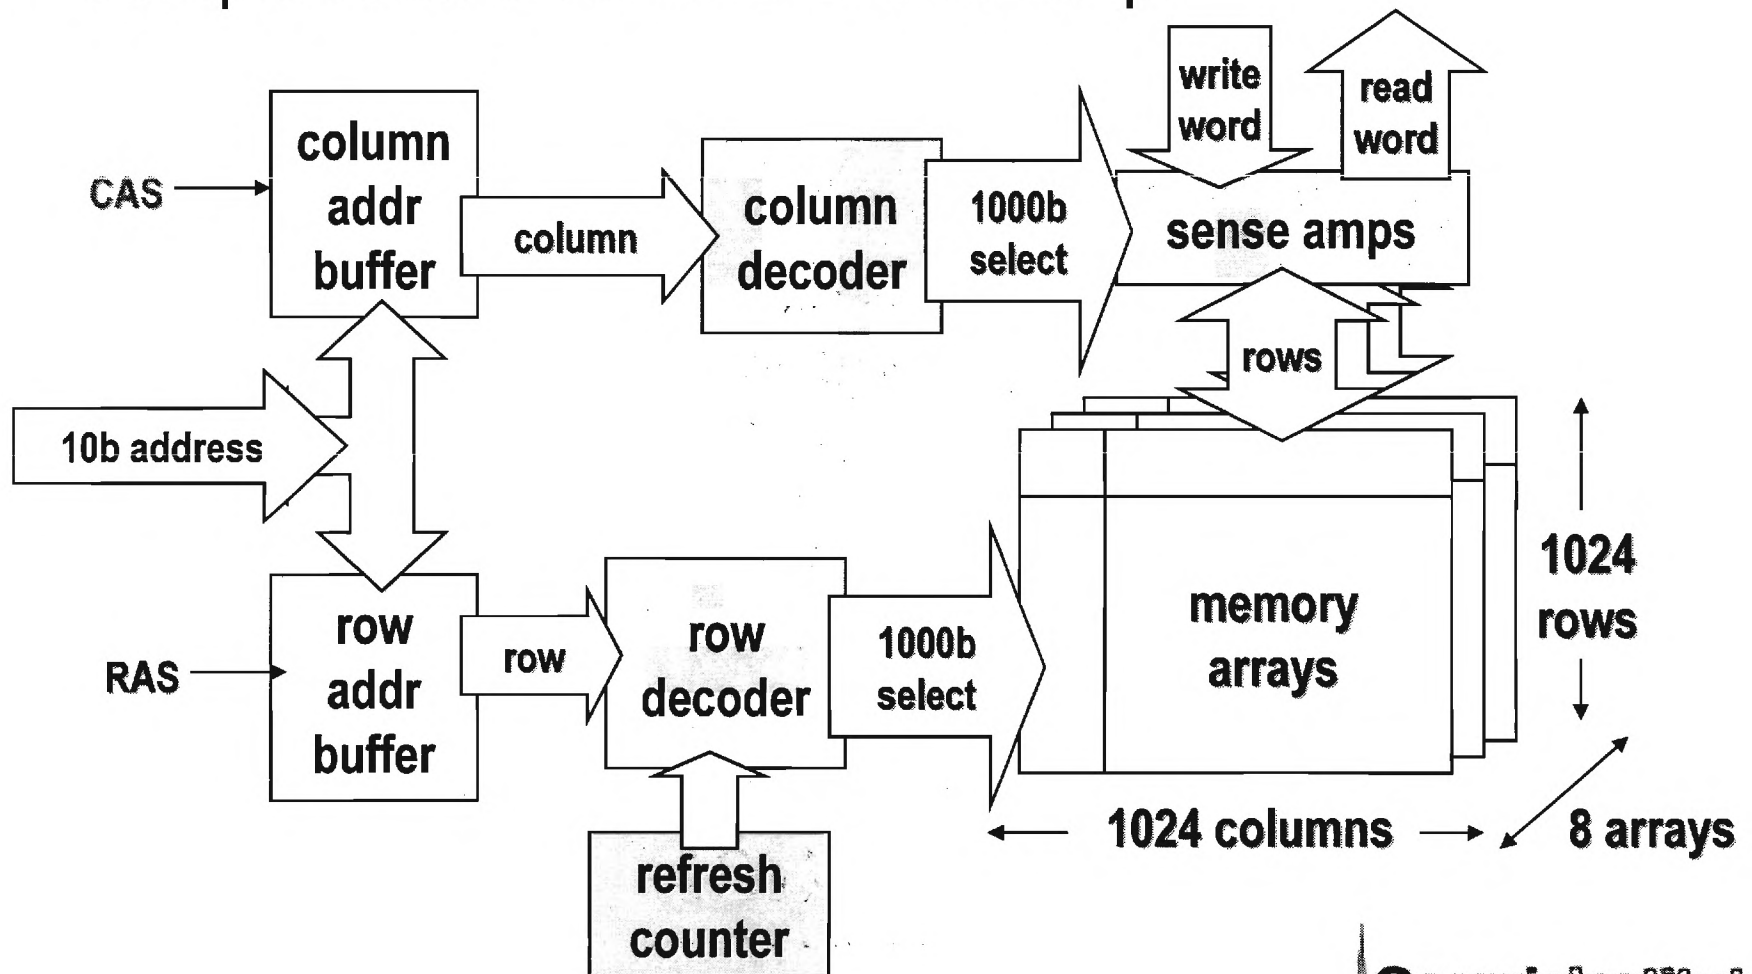 write
word
read
word
column
addr
buffer
CAS
column
column
decoder
1000b
select
sense amps
rows
10b address
row
addr
buffer
RAS
row
row
decoder
1000b
select
memory
arrays
1024
rows
1024 columns
8 arrays
refresh
counter